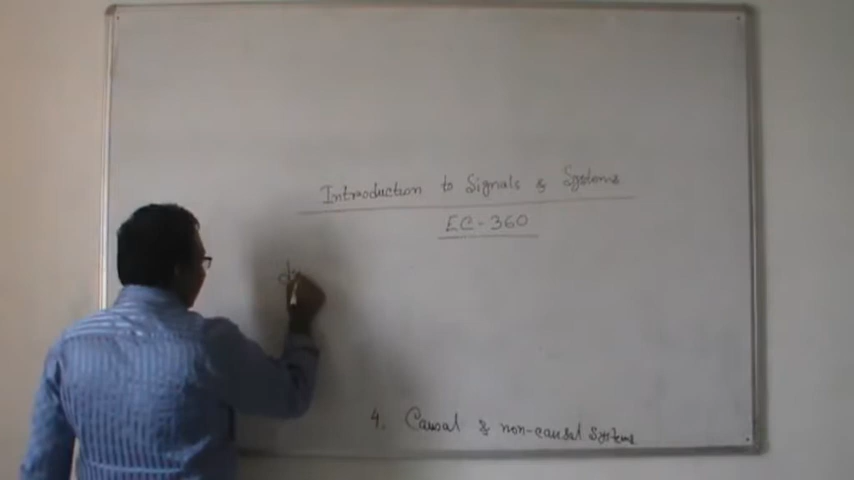 Introduction to Signals & Systems
EC-360
4. Causal & non-causal Systems